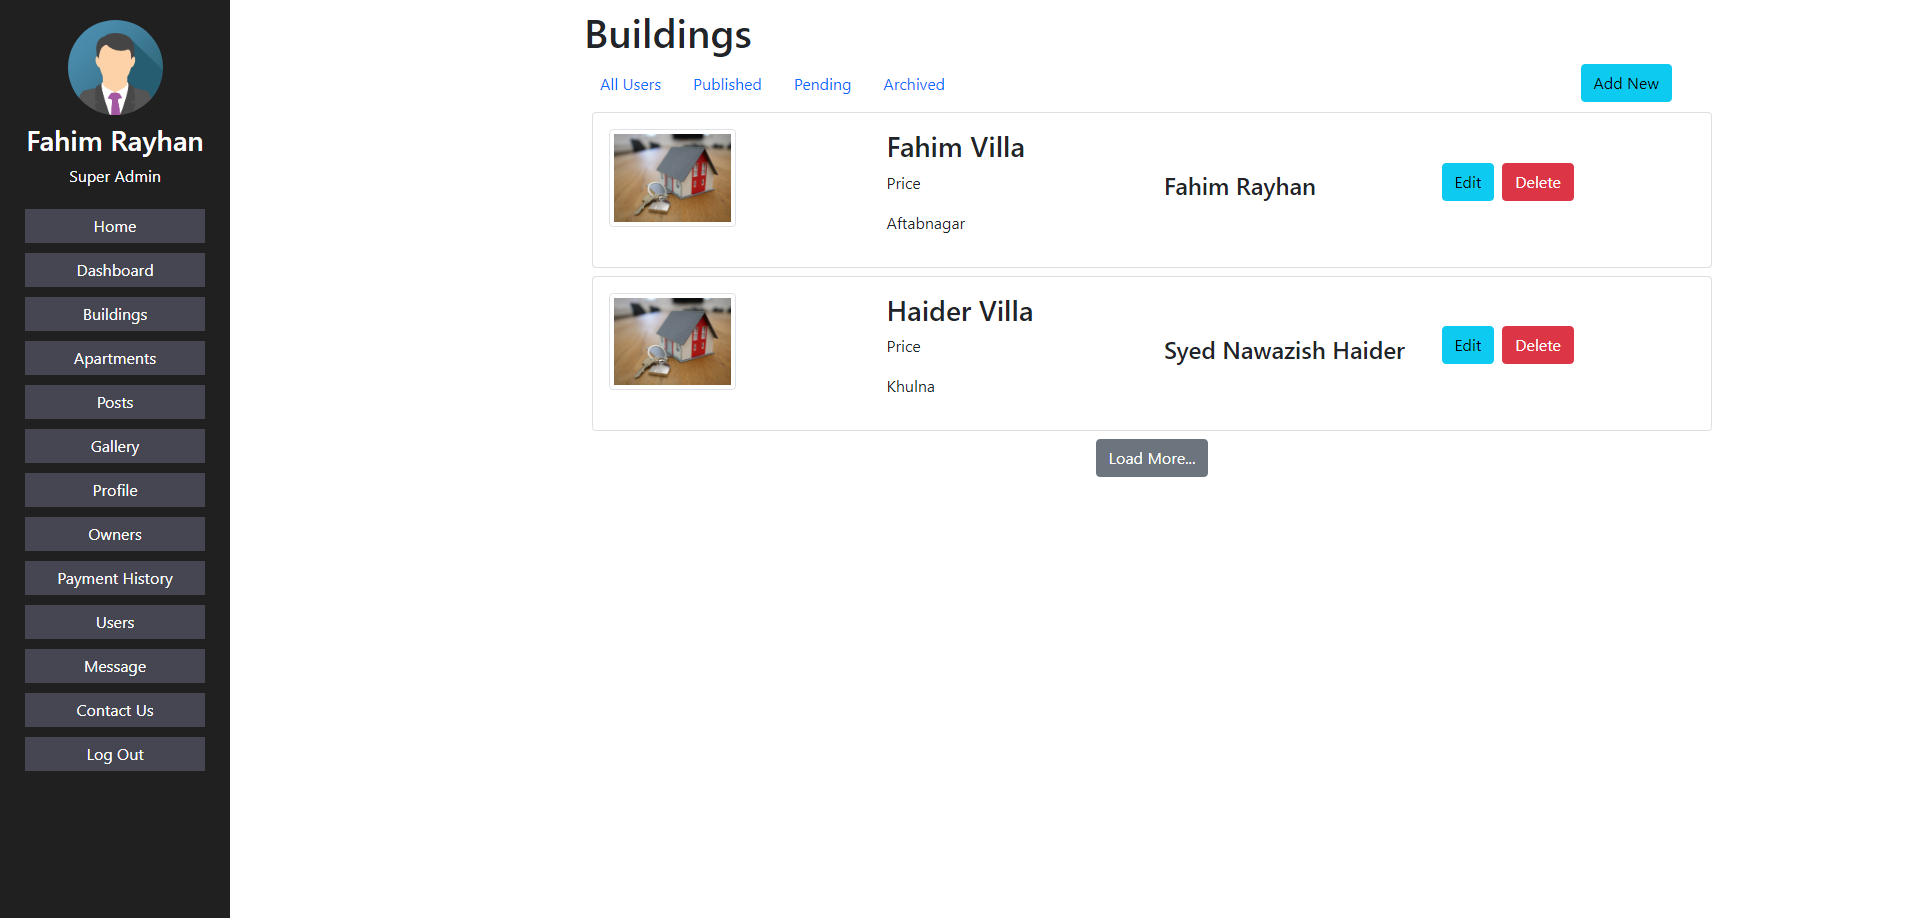 Fahim Rayhan
Super Admin
Home
Dashboard
Buildings
Apartments
Posts
Gallery
Profile
Owners
Payment History
Users
Message
Contact Us
Log Out
Buildings
All Users Published Pending Archived Add New
Fahim Villa
Price
Aftabnagar
Fahim Rayhan
Edit Delete
Haider Villa
Price
Khulna
Syed Nawazish Haider
Edit Delete
Load More...